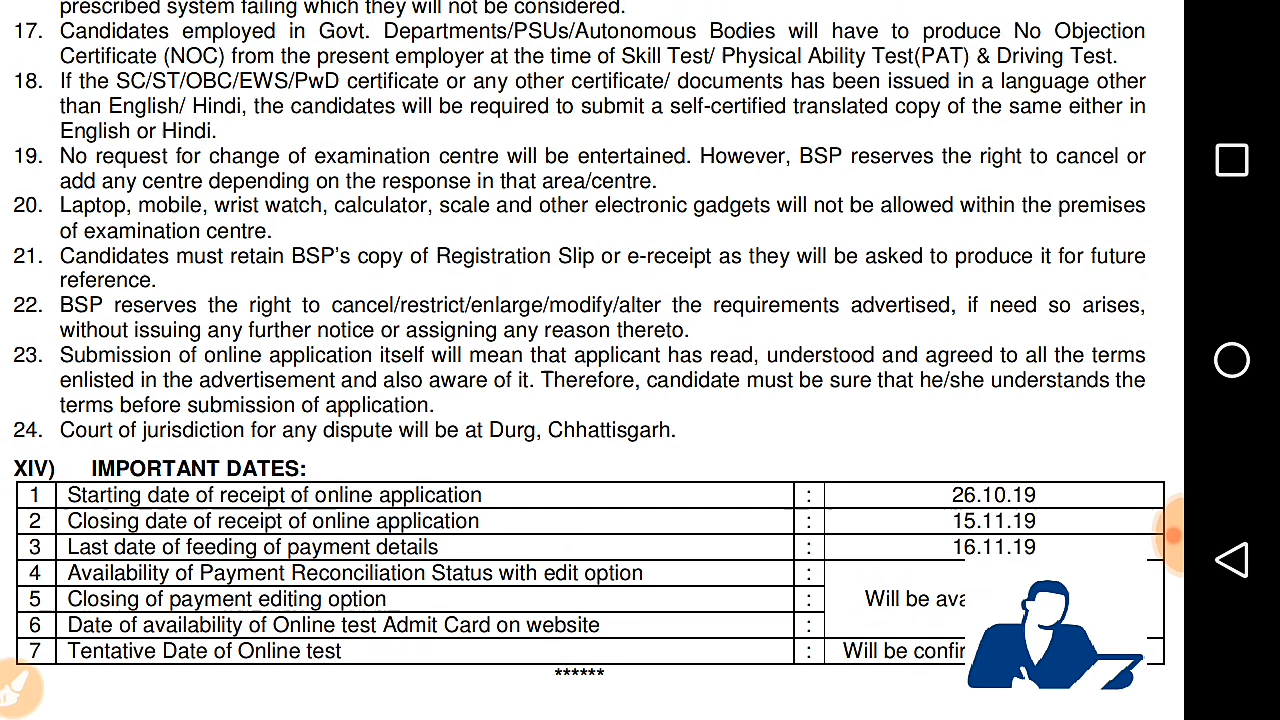 prescribed system failing which they will not be considered.
17. Candidates employed in Govt. Departments/PSUs/Autonomous Bodies will have to produce No Objection
Certificate (NOC) from the present employer at the time of Skill Test/ Physical Ability Test(PAT) & Driving Test.
18. If the SC/ST/OBC/EWS/PwD certificate or any other certificate/ documents has been issued in a language other
than English/ Hindi, the candidates will be required to submit a self-certified translated copy of the same either in
English or Hindi.
19. No request for change of examination centre will be entertained. However, BSP reserves the right to cancel or
add any centre depending on the response in that area/centre.
20. Laptop, mobile, wrist watch, calculator, scale and other electronic gadgets will not be allowed within the premises
of examination centre.
21. Candidates must retain BSP's copy of Registration Slip or e-receipt as they will be asked to produce it for future
reference.
22. BSP reserves the right to cancel/restrict/enlarge/modify/alter the requirements advertised, if need so arises,
without issuing any further notice or assigning any reason thereto.
23. Submission of online application itself will mean that applicant has read, understood and agreed to all the terms
enlisted in the advertisement and also aware of it. Therefore, candidate must be sure that he/she understands the
terms before submission of application.
24. Court of jurisdiction for any dispute will be at Durg, Chhattisgarh.
XIV) IMPORTANT DATES:
1 Starting date of receipt of online application : 26.10.19
2 Closing date of receipt of online application : 15.11.19
3 Last date of feeding of payment details : 16.11.19
4 Availability of Payment Reconciliation Status with edit option :
5 Closing of payment editing option : Will be
6 Date of availability of Online test Admit Card on website :
7 Tentative Date of Online test : Will be
******